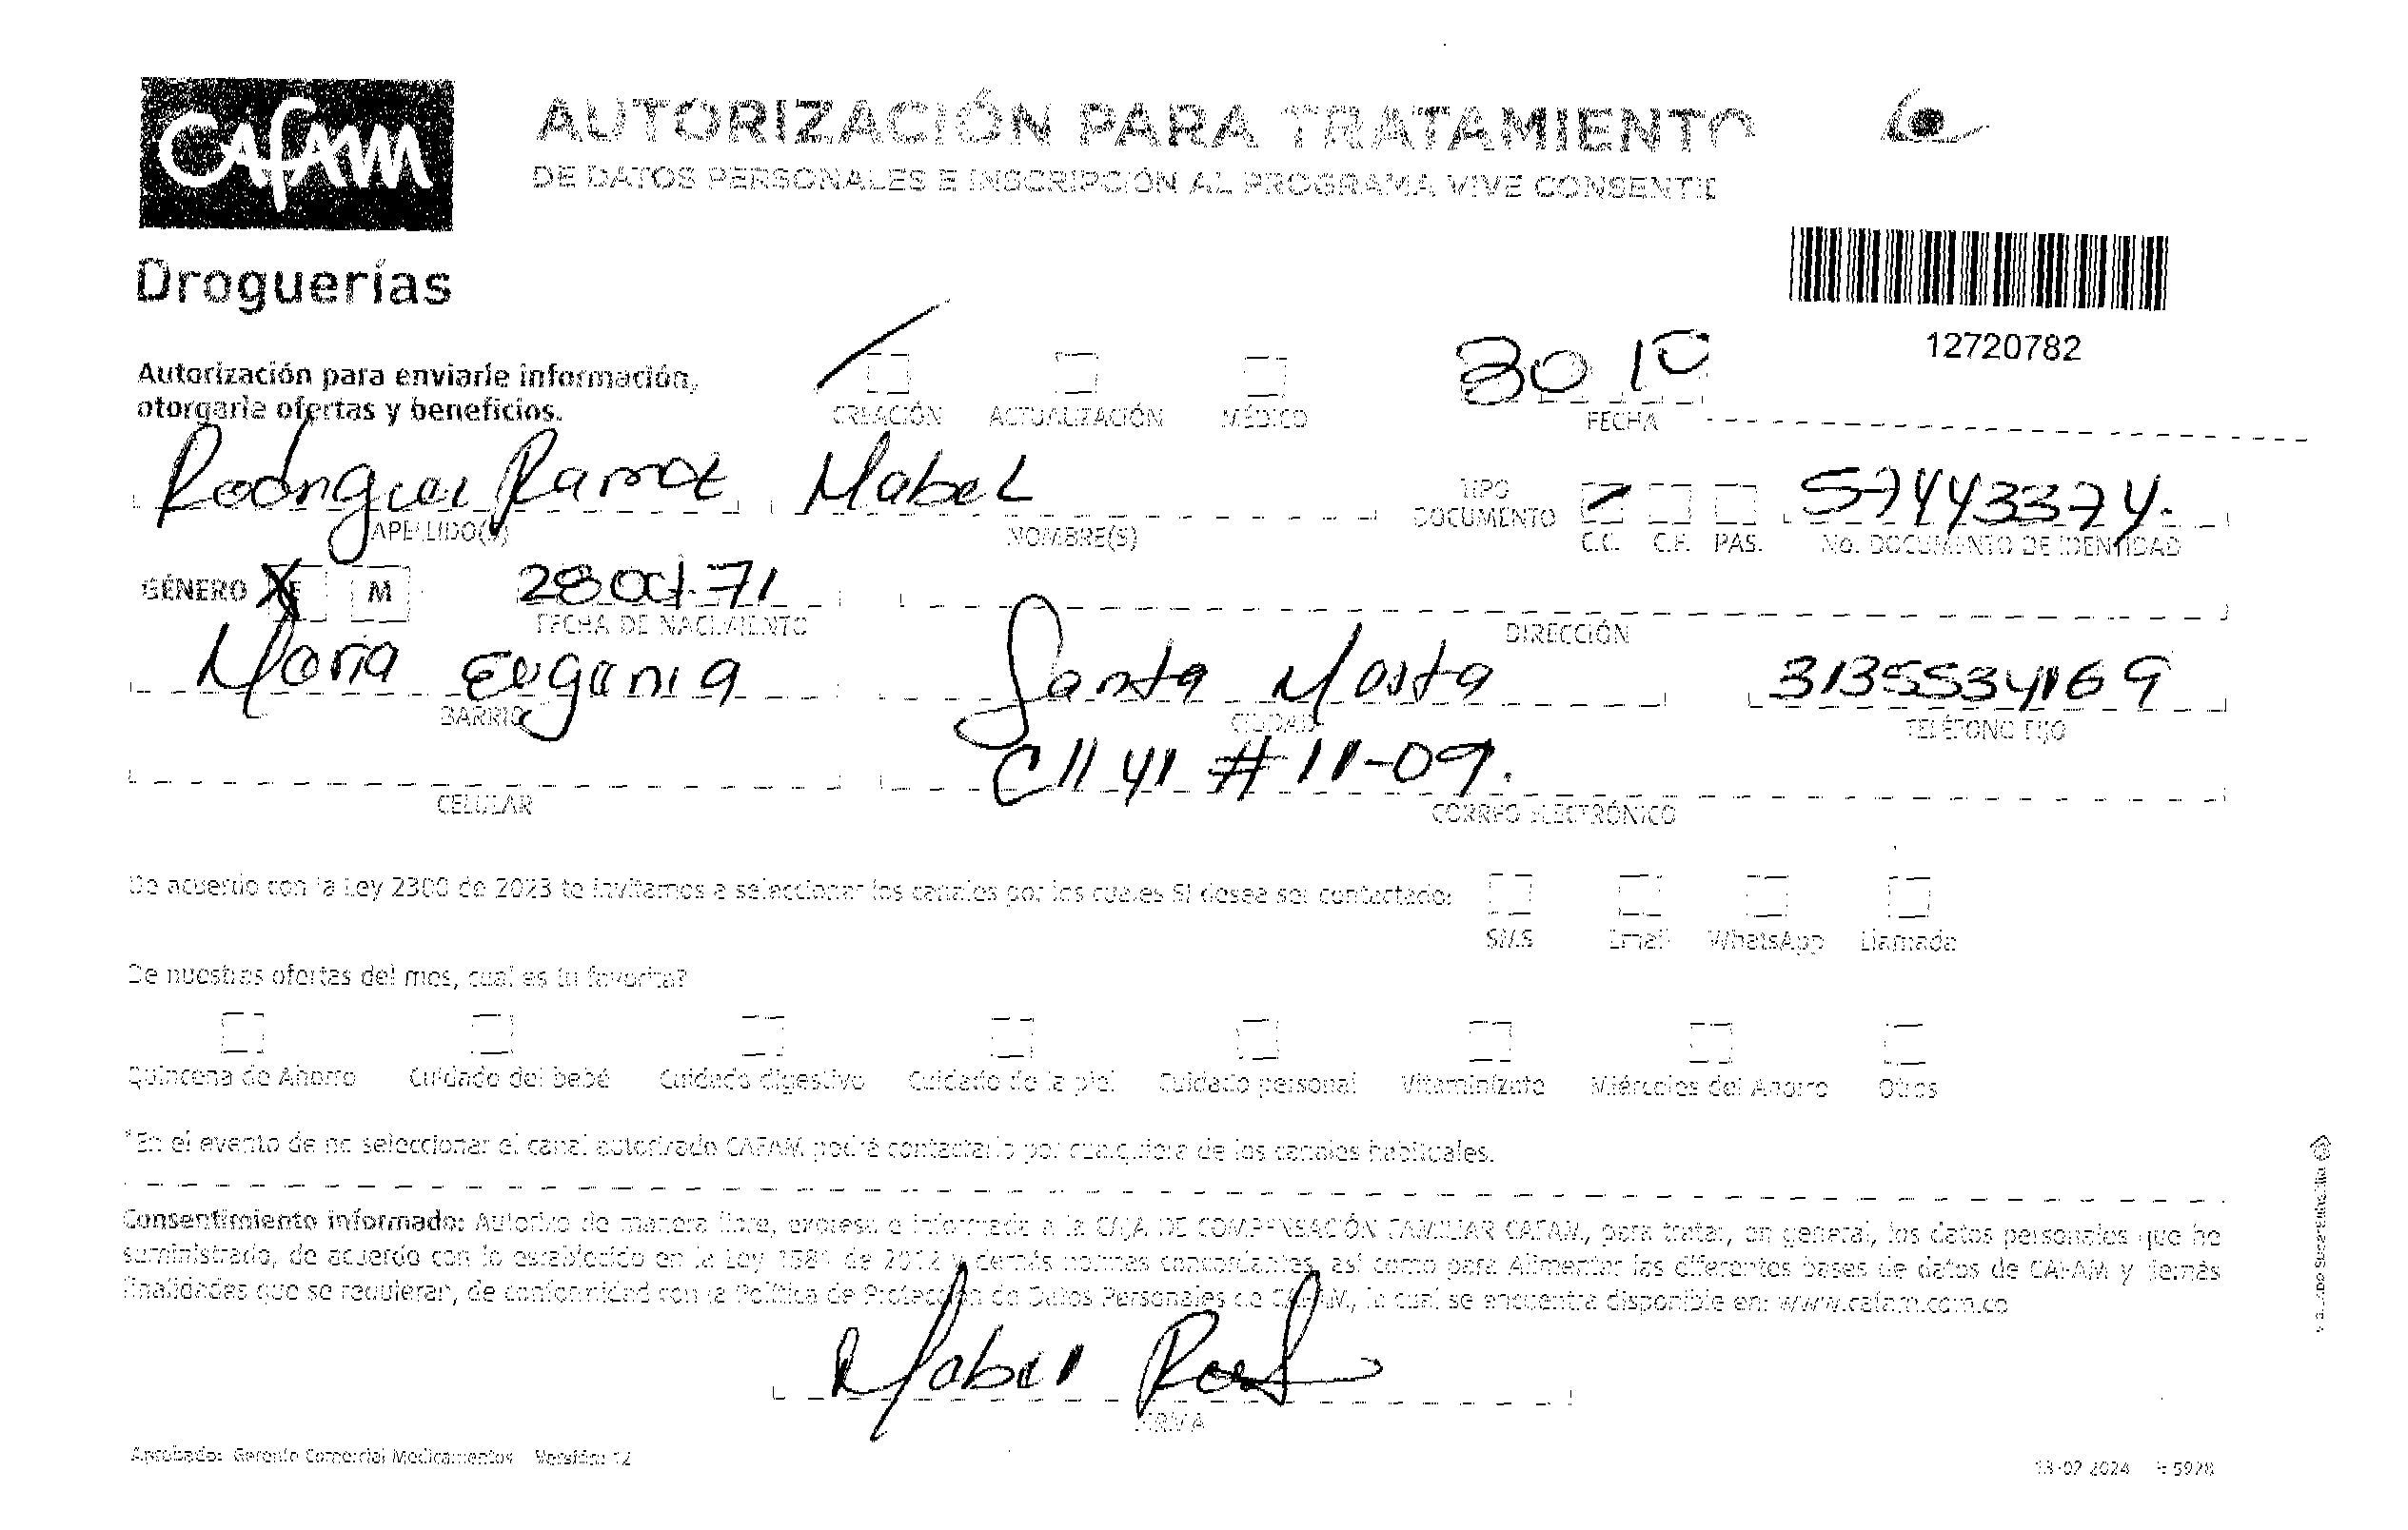 CAfAM
AUTORIZACIÓN PARA TRATAMIENTO
DE DATOS PERSONALES E INSCRIPCIÓN AL PROGRAMA VIVE CONSENTID
Droguerías
12720782
Autorización para enviarle información,
otorgarle ofertas y beneficios.
CREACIÓN ACTUALIZACIÓN MÉDICO
30 10
FECHA
Rodriguez Mabel
APELLIDO(S) NOMBRE(S)
TIPO DOCUMENTO C.C. C.E. PAS.
57443374.
No. DOCUMENTO DE IDENTIDAD
GÉNERO X F M 28 Oct-71
FECHA DE NACIMIENTO DIRECCIÓN
Maria Eugenia Santa Marta 3135534169
BARRIO CIUDAD TELÉFONO FIJO
Cll 41 # 11-09.
CELULAR CORREO ELECTRÓNICO
De acuerdo con la Ley 2300 de 2023 te invitamos a seleccionar los canales por los cuales SI desea ser contactado:
SMS Email WhatsApp Llamada
De nuestras ofertas del mes, cual es tu favorita?
Quincena de Ahorro Cuidado del bebé Cuidado digestivo Cuidado de la piel Cuidado personal Vitamínizate Miércoles del Ahorro Otros
*En el evento de no seleccionar el canal autorizado CAFAM podrá contactarlo por cualquiera de los canales habituales.
Consentimiento informado: Autorizo de manera libre, expresa e informada a la CAJA DE COMPENSACIÓN FAMILIAR CAFAM, para tratar, en general, los datos personales que he
suministrado, de acuerdo con lo establecido en la Ley 1581 de 2012 y demás normas concordantes, así como para Alimentar las diferentes bases de datos de CAFAM y demás
finalidades que se requieran, de conformidad con la Política de Protección de Datos Personales de CAFAM, la cual se encuentra disponible en: www.cafam.com.co
Mabel
FIRMA
Aprobado: Gerente Comercial Medicamentos Versión: 12
13-02 2024 5928